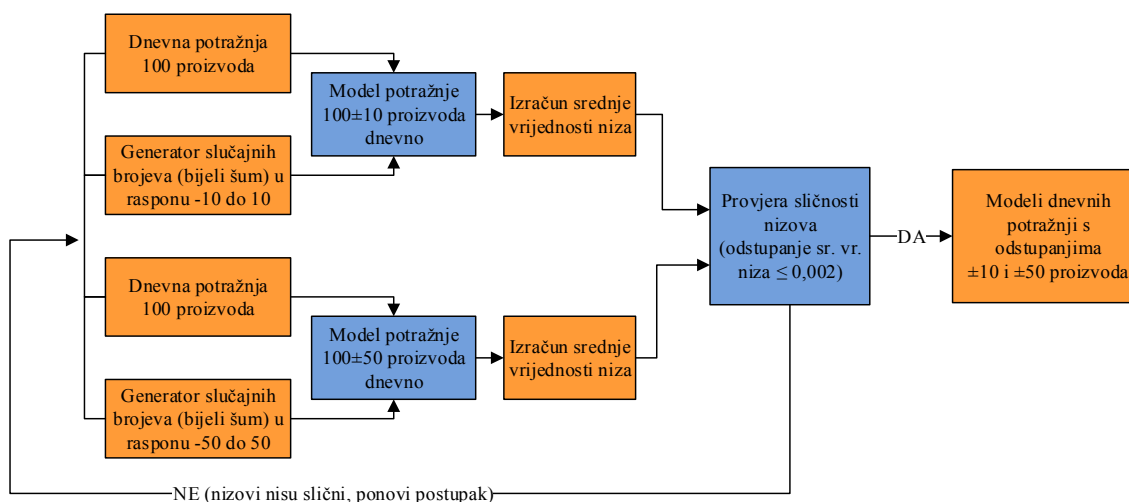 Dnevna potražnja
100 proizvoda
Generator slučajnih
brojeva (bijeli šum) u
rasponu -10 do 10
Model potražnje
100±10 proizvoda
dnevno
Izračun srednje
vrijednosti niza
Dnevna potražnja
100 proizvoda
Generator slučajnih
brojeva (bijeli šum) u
rasponu -50 do 50
Model potražnje
100±50 proizvoda
dnevno
Izračun srednje
vrijednosti niza
Provjera sličnosti
nizova
(odstupanje sr. vr.
niza ≤ 0,002)
DA
Modeli dnevnih
potražnji s
odstupanjima
±10 i ±50 proizvoda
NE (nizovi nisu slični, ponovi postupak)